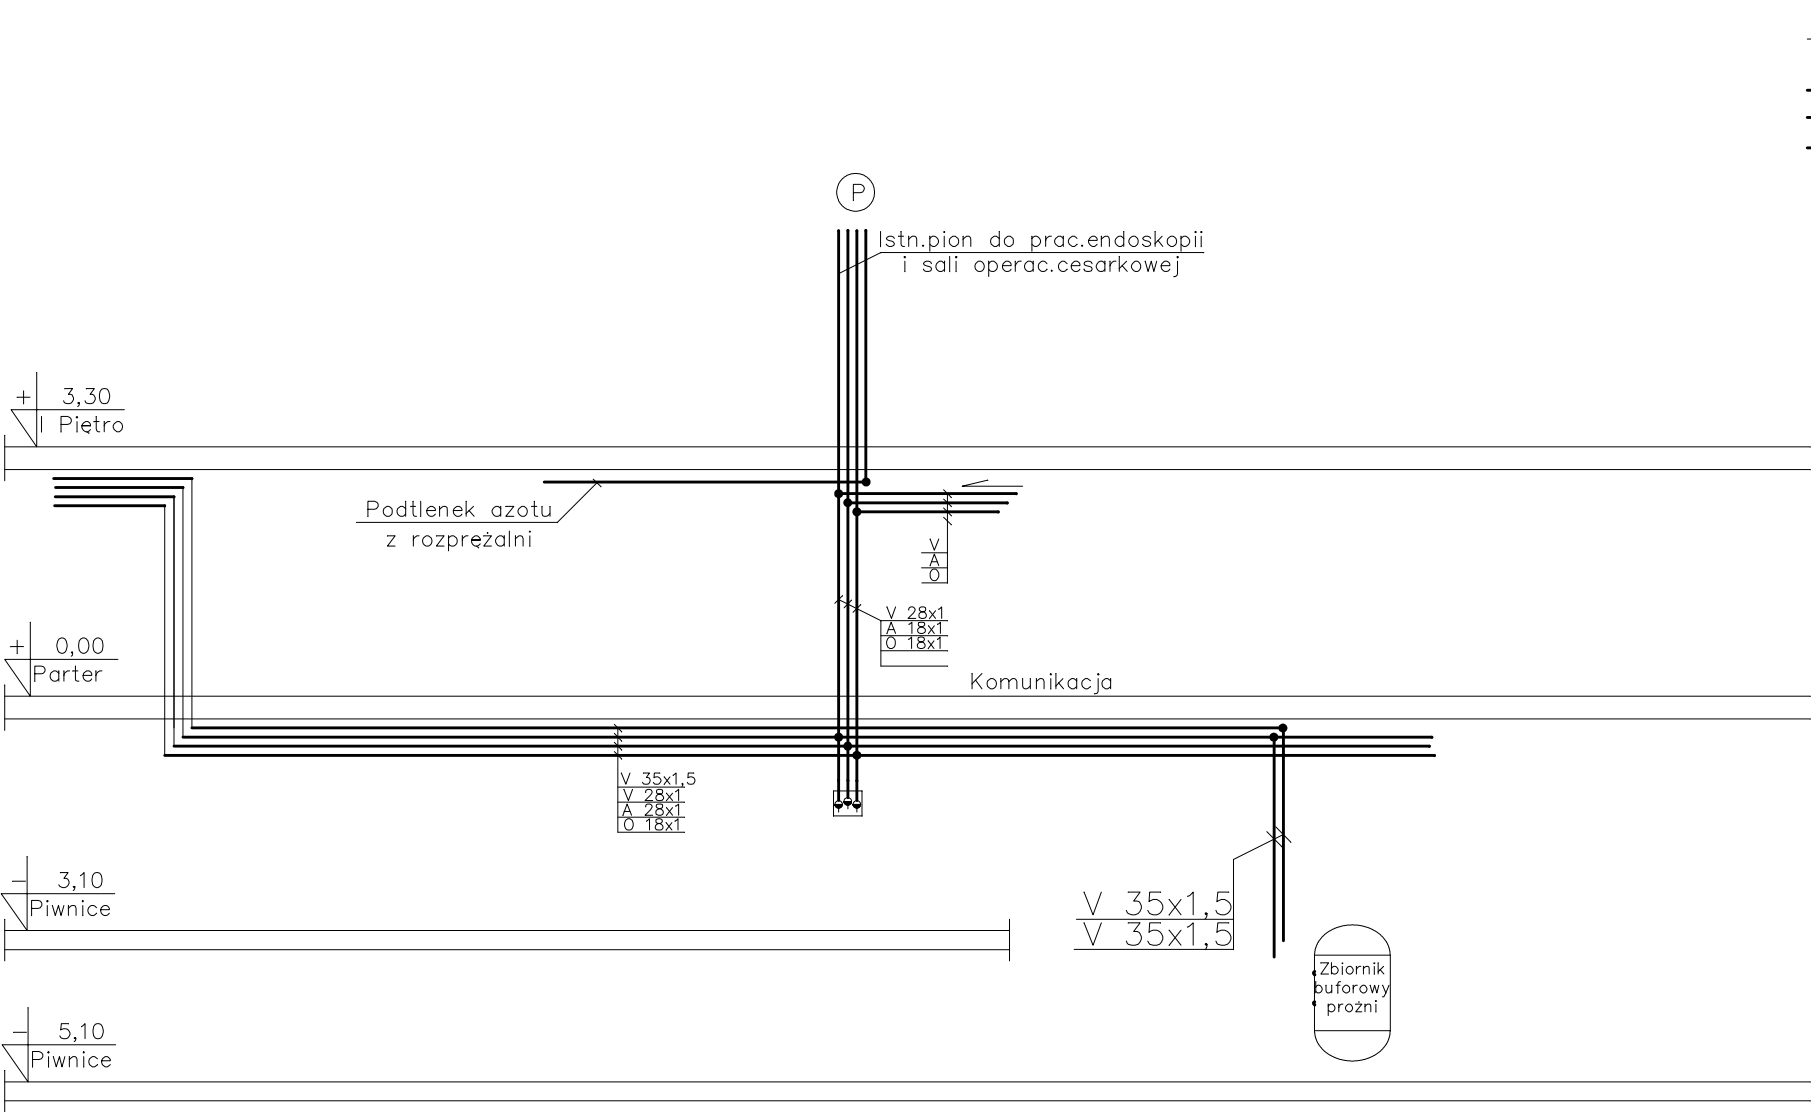 P
Istn.pion do prac.endoskopii
i sali operac.cesarkowej
+ 3,30
I Piętro
Podtlenek azotu
z rozprężalni
V
A
O
V 28x1
A 18x1
O 18x1
+ 0,00
Parter
Komunikacja
V 35x1,5
V 28x1
A 28x1
O 18x1
− 3,10
Piwnice
V 35x1,5
V 35x1,5
Zbiornik
buforowy
prożni
− 5,10
Piwnice